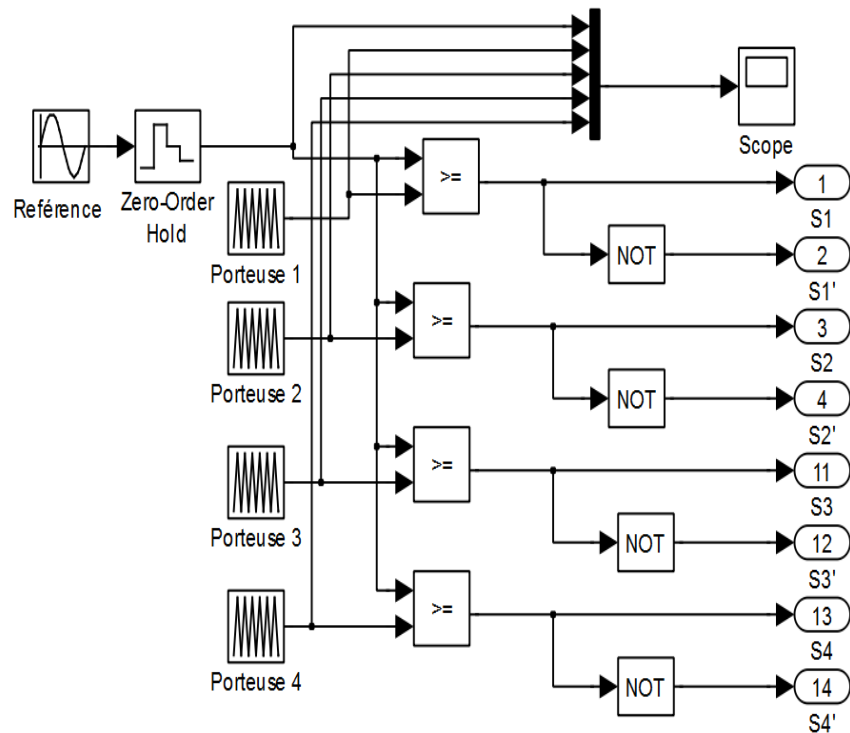 Scope
Reférence
Zero-Order
Hold
>=
1
S1
Porteuse 1
NOT
2
S1'
>=
3
S2
Porteuse 2
NOT
4
S2'
>=
11
S3
Porteuse 3
NOT
12
S3'
>=
13
S4
Porteuse 4
NOT
14
S4'